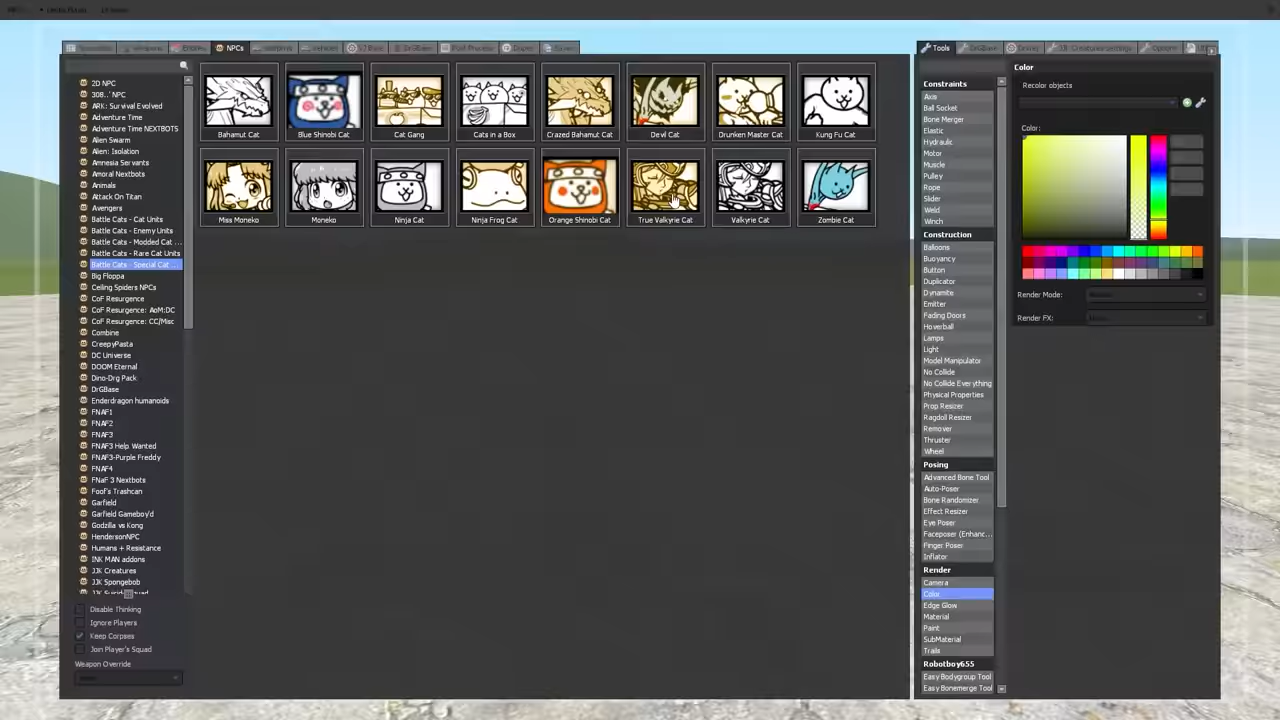 NPCs
Tools
DrGBase
JJK Creatures settings
Options
2D NPC
ARK: Survival Evolved
Adventure Time
Adventure Time NEXTBOTS
Alien Swarm
Alien: Isolation
Amnesia Servants
Amoral Nextbots
Animals
Attack On Titan
Avengers
Battle Cats - Cat Units
Battle Cats - Enemy Units
Battle Cats - Modded Cat ...
Battle Cats - Rare Cat Units
Battle Cats - Special Cat ...
Big Floppa
Ceiling Spiders NPCs
CoF Resurgence
CoF Resurgence: AoM:DC
CoF Resurgence: CC/Misc
Combine
CreepyPasta
DC Universe
DOOM Eternal
Dino-Drg Pack
DrGBase
Enderdragon humanoids
FNAF1
FNAF2
FNAF3
FNAF3 Help Wanted
FNAF3-Purple Freddy
FNAF4
FNaF 3 Nextbots
Fool's Trashcan
Garfield
Garfield Gameboy'd
Godzilla vs Kong
HendersonNPC
Humans + Resistance
INK MAN addons
JJK Creatures
JJK Spongebob
Disable Thinking
Ignore Players
Keep Corpses
Join Player's Squad
Weapon Override
Bahamut Cat
Blue Shinobi Cat
Cat Gang
Cats in a Box
Crazed Bahamut Cat
Devil Cat
Drunken Master Cat
Kung Fu Cat
Miss Moneko
Moneko
Ninja Cat
Ninja Frog Cat
Orange Shinobi Cat
True Valkyrie Cat
Valkyrie Cat
Zombie Cat
Constraints
Axis
Ball Socket
Bone Merger
Elastic
Hydraulic
Motor
Muscle
Pulley
Rope
Slider
Weld
Winch
Construction
Balloons
Buoyancy
Button
Duplicator
Dynamite
Emitter
Fading Doors
Hoverball
Lamps
Light
Model Manipulator
No Collide
No Collide Everything
Physical Properties
Prop Resizer
Ragdoll Resizer
Remover
Thruster
Wheel
Posing
Advanced Bone Tool
Auto-Poser
Bone Randomizer
Effect Resizer
Eye Poser
Faceposer (Enhanc...
Finger Poser
Inflator
Render
Camera
Color
Edge Glow
Material
Paint
SubMaterial
Trails
Robotboy655
Easy Bodygroup Tool
Easy Bonemerge Tool
Color
Recolor objects
Color:
Render Mode:
Render FX: